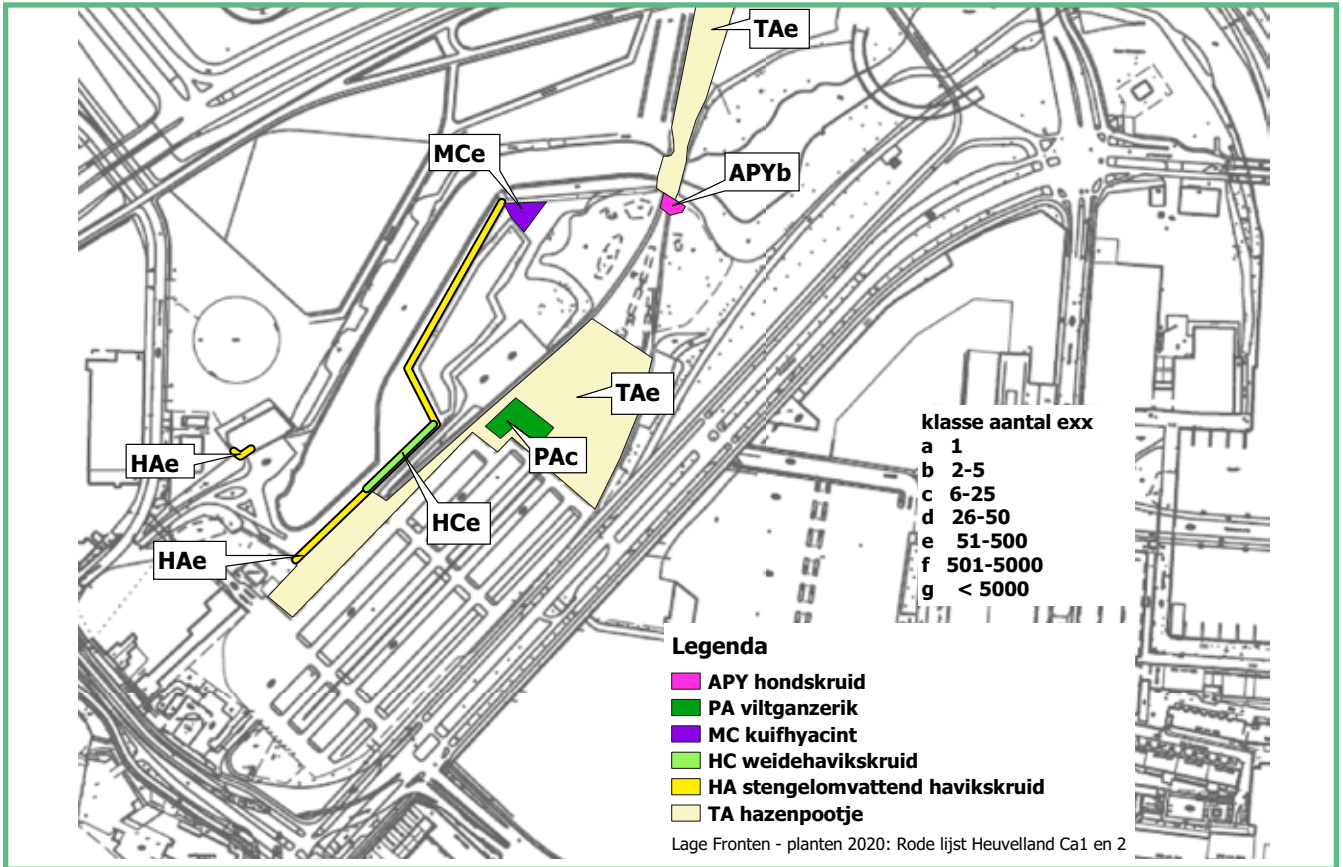 TAe
MCe
APYb
TAe
PAc
HAe
HCe
HAe
klasse aantal exx
a 1
b 2-5
c 6-25
d 26-50
e 51-500
f 501-5000
g < 5000
Legenda
APY hondskruid
PA viltganzerik
MC kuifhyacint
HC weidehavikskruid
HA stengelomvattend havikskruid
TA hazenpootje
Lage Fronten - planten 2020: Rode lijst Heuvelland Ca1 en 2